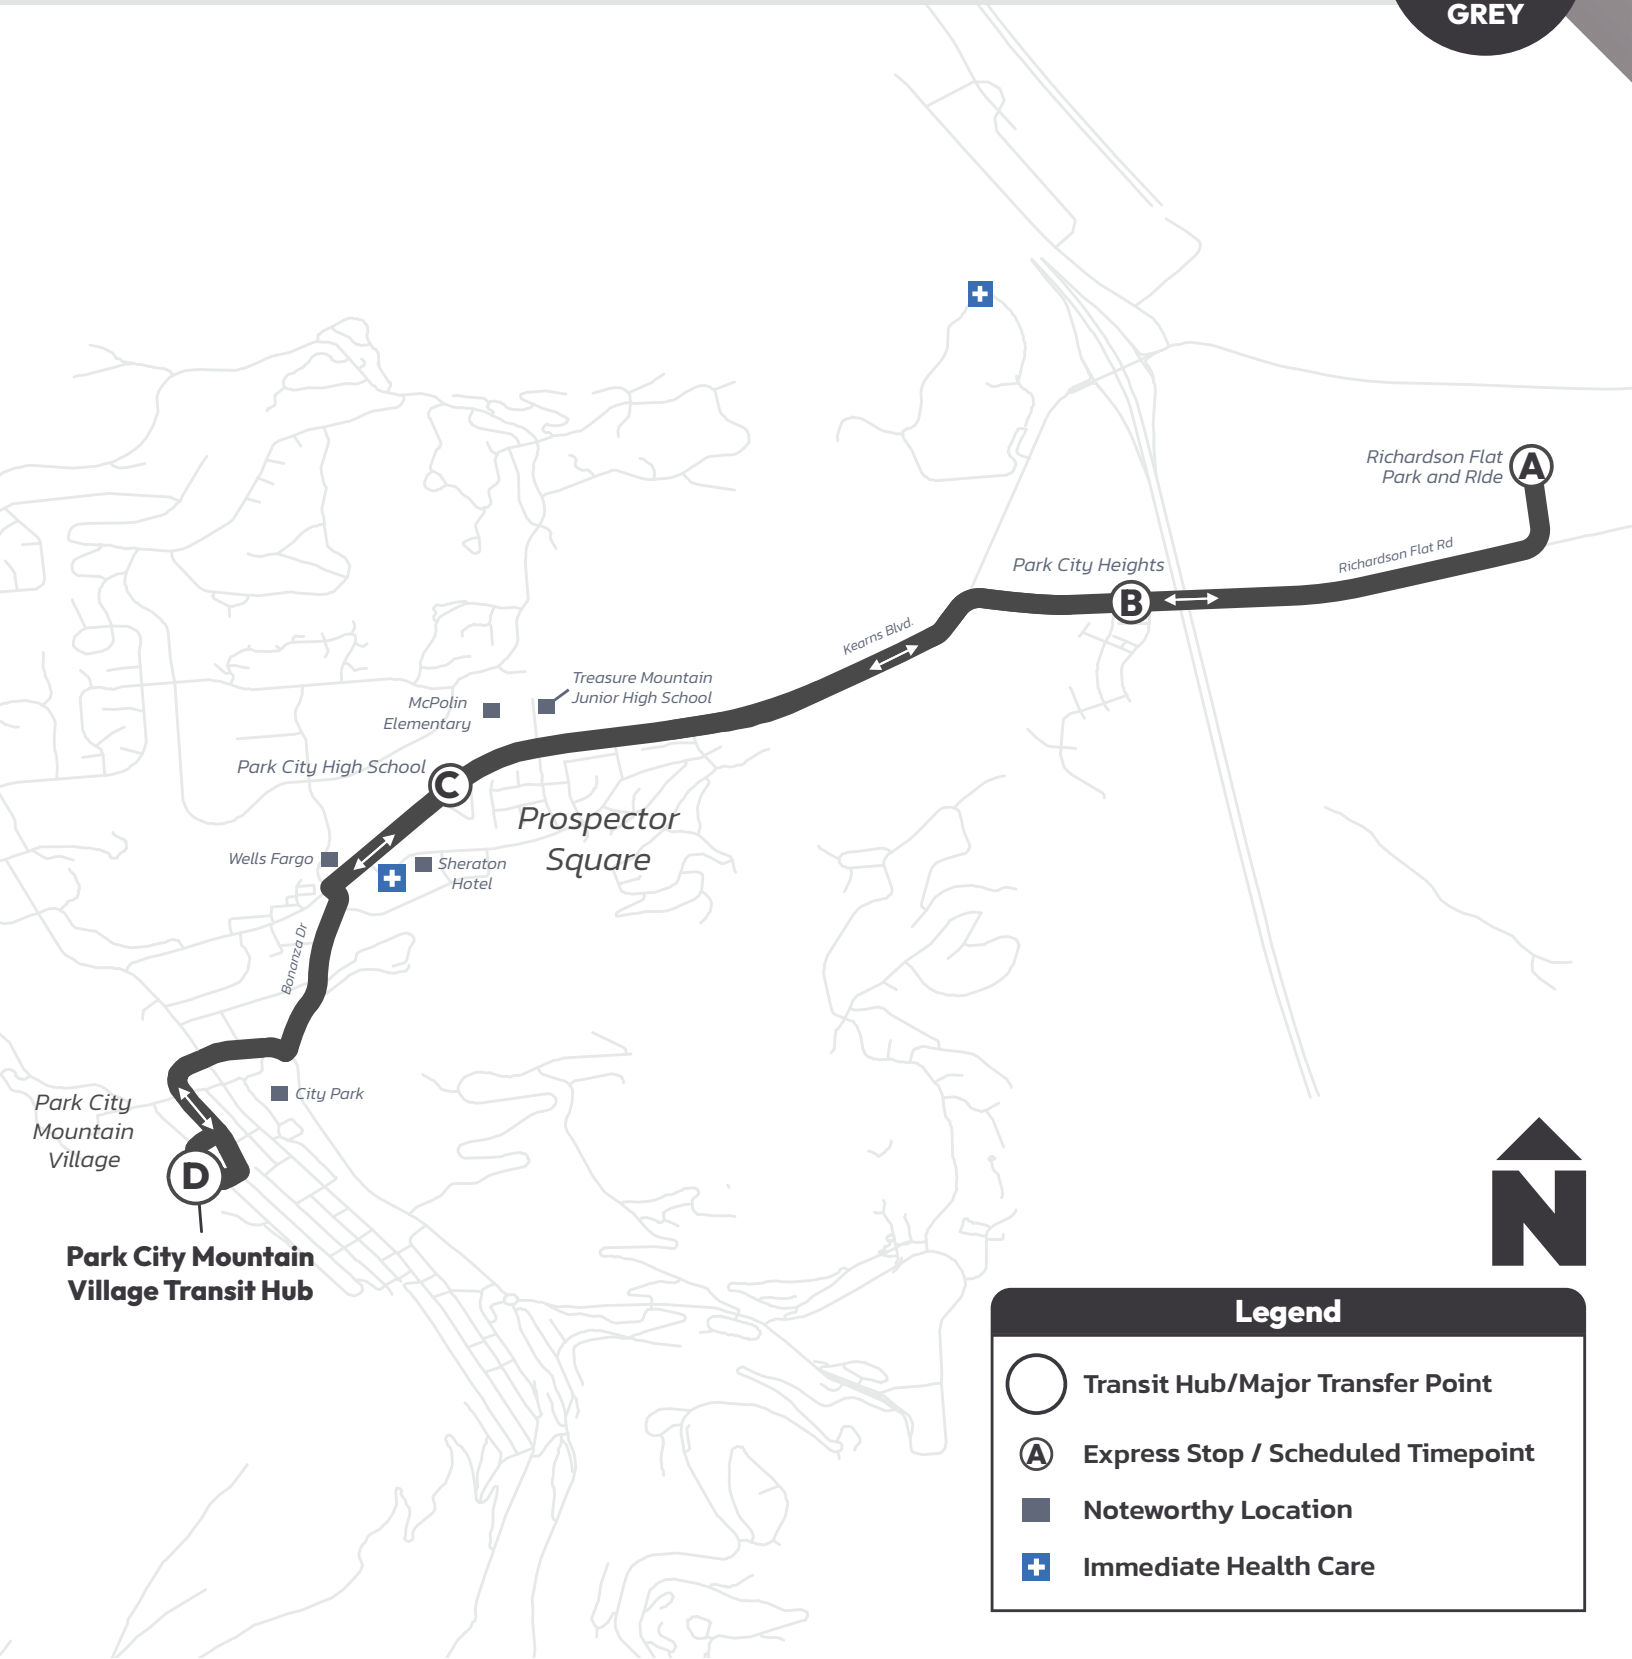 GREY
Richardson Flat
Park and RIde
A
Richardson Flat Rd
Park City Heights
B
Kearns Blvd.
Treasure Mountain
Junior High School
McPolin
Elementary
Park City High School
C
Prospector
Square
Wells Fargo
Sheraton
Hotel
Bonanza Dr
City Park
Park City
Mountain
Village
D
Park City Mountain
Village Transit Hub
N
Legend
Transit Hub/Major Transfer Point
A
Express Stop / Scheduled Timepoint
Noteworthy Location
Immediate Health Care